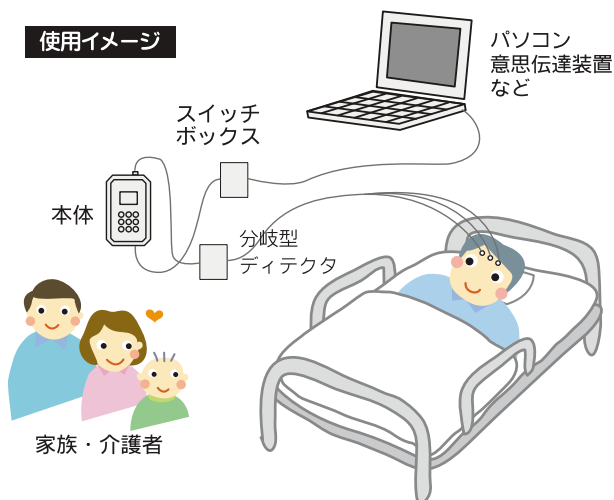 使用イメージ
パソコン
意思伝達装置
など
スイッチ
ボックス
本体
分岐型
ディテクタ
家族・介護者